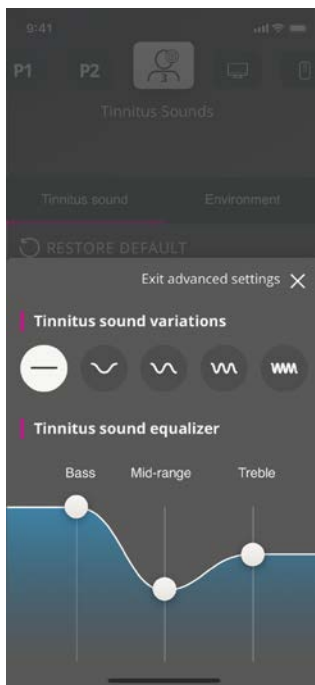 9:41
P1 P2 3
Tinnitus Sounds
Tinnitus sound Environment
RESTORE DEFAULT
Exit advanced settings
Tinnitus sound variations
Tinnitus sound equalizer
Bass Mid-range Treble